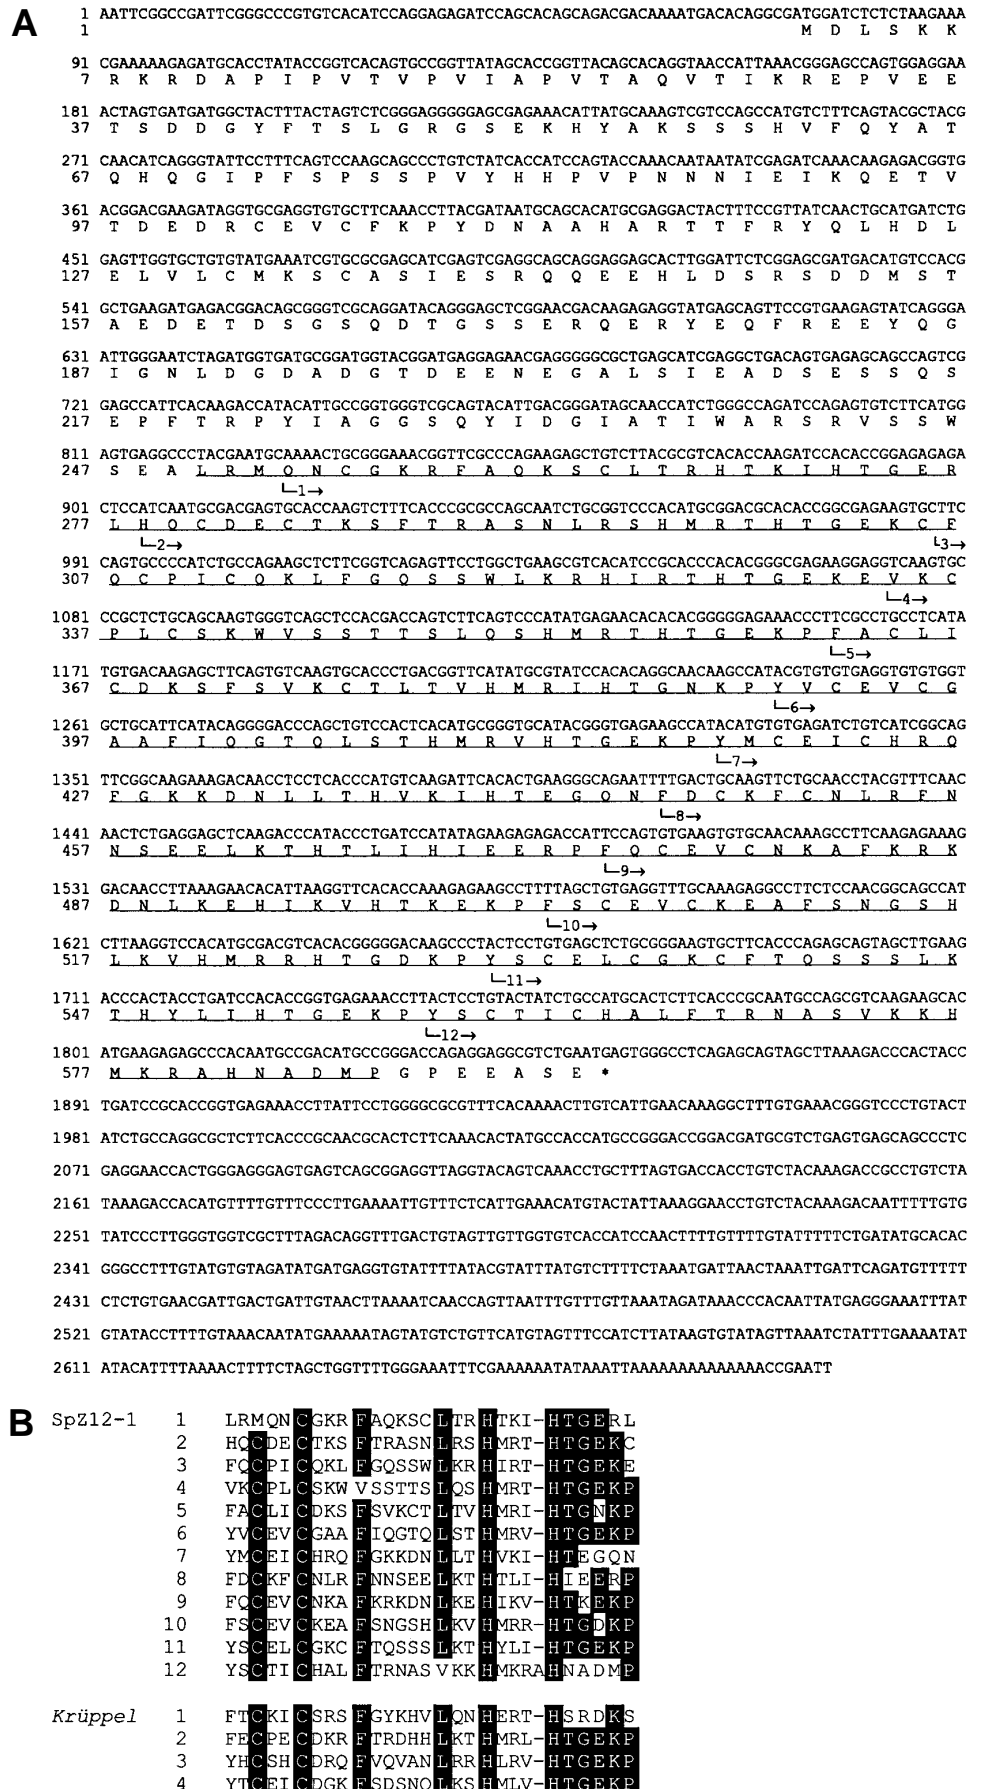 A
1 AATTCGGCCGATTCGGGCCCGTGTCACATCCAGGAGAGATCCAGCACAGCAGACGACAAAATGACACAGGCGATGGATCTCTCTAAGAAA
1 M D L S K K
91 CGAAAAAGAGATGCACCTATACCGGTCACAGTGCCGGTTATAGCACCGGTTACAGCACAGGTAACCATTAAACGGGAGCCAGTGGAGGAA
7 R K R D A P I P V T V P V I A P V T A Q V T I K R E P V E E
181 ACTAGTGATGATGGCTACTTTACTAGTCTCGGGAGGGGGAGCGAGAAACATTATGCAAAGTCGTCCAGCCATGTCTTTCAGTACGCTACG
37 T S D D G Y F T S L G R G S E K H Y A K S S S H V F Q Y A T
271 CAACATCAGGGTATTCCTTTCAGTCCAAGCAGCCCTGTCTATCACCATCCAGTACCAAACAATAATATCGAGATCAAACAAGAGACGGTG
67 Q H Q G I P F S P S S P V Y H H P V P N N N I E I K Q E T V
361 ACGGACGAAGATAGGTGCGAGGTGTGCTTCAAACCTTACGATAATGCAGCACATGCGAGGACTACTTTCCGTTATCAACTGCATGATCTG
97 T D E D R C E V C F K P Y D N A A H A R T T F R Y Q L H D L
451 GAGTTGGTGCTGTGTATGAAATCGTGCGCGAGCATCGAGTCGAGGCAGCAGGAGGAGCACTTGGATTCTCGGAGCGATGACATGTCCACG
127 E L V L C M K S C A S I E S R Q Q E E H L D S R S D D M S T
541 GCTGAAGATGAGACGGACAGCGGGTCGCAGGATACAGGGAGCTCGGAACGACAAGAGAGGTATGAGCAGTTCCGTGAAGAGTATCAGGGA
157 A E D E T D S G S Q D T G S S E R Q E R Y E Q F R E E Y Q G
631 ATTGGGAATCTAGATGGTGATGCGGATGGTACGGATGAGGAGAACGAGGGGGCGCTGAGCATCGAGGCTGACAGTGAGAGCAGCCAGTCG
187 I G N L D G D A D G T D E E N E G A L S I E A D S E S S Q S
721 GAGCCATTCACAAGACCATACATTGCCGGTGGGTCGCAGTACATTGACGGGATAGCAACCATCTGGGCCAGATCCAGAGTGTCTTCATGG
217 E P F T R P Y I A G G S Q Y I D G I A T I W A R S R V S S W
811 AGTGAGGCCCTACGAATGCAAAACTGCGGGAAACGGTTCGCCCAGAAGAGCTGTCTTACGCGTCACACCAAGATCCACACCGGAGAGAGA
247 S E A L R M Q N C G K R F A Q K S C L T R H T K I H T G E R
1
901 CTCCATCAATGCGACGAGTGCACCAAGTCTTTCACCCGCGCCAGCAATCTGCGGTCCCACATGCGGACGCACACCGGCGAGAAGTGCTTC
277 L H Q C D E C T K S F T R A S N L R S H M R T H T G E K C F
2 3
991 CAGTGCCCCATCTGCCAGAAGCTCTTCGGTCAGAGTTCCTGGCTGAAGCGTCACATCCGCACCCACACGGGCGAGAAGGAGGTCAAGTGC
307 Q C P I C Q K L F G Q S S W L K R H I R T H T G E K E V K C
4
1081 CCGCTCTGCAGCAAGTGGGTCAGCTCCACGACCAGTCTTCAGTCCCATATGAGAACACACACGGGGGAGAAACCCTTCGCCTGCCTCATA
337 P L C S K W V S S T T S L Q S H M R T H T G E K P F A C L I
5
1171 TGTGACAAGAGCTTCAGTGTCAAGTGCACCCTGACGGTTCATATGCGTATCCACACAGGCAACAAGCCATACGTGTGTGAGGTGTGTGGT
367 C D K S F S V K C T L T V H M R I H T G N K P Y V C E V C G
6
1261 GCTGCATTCATACAGGGGACCCAGCTGTCCACTCACATGCGGGTGCATACGGGTGAGAAGCCATACATGTGTGAGATCTGTCATCGGCAG
397 A A F I Q G T Q L S T H M R V H T G E K P Y M C E I C H R Q
7
1351 TTCGGCAAGAAAGACAACCTCCTCACCCATGTCAAGATTCACACTGAAGGGCAGAATTTTGACTGCAAGTTCTGCAACCTACGTTTCAAC
427 F G K K D N L L T H V K I H T E G Q N F D C K F C N L R F N
8
1441 AACTCTGAGGAGCTCAAGACCCATACCCTGATCCATATAGAAGAGAGACCATTCCAGTGTGAAGTGTGCAACAAAGCCTTCAAGAGAAAG
457 N S E E L K T H T L I H I E E R P F Q C E V C N K A F K R K
9
1531 GACAACCTTAAAGAACACATTAAGGTTCACACCAAAGAGAAGCCTTTTAGCTGTGAGGTTTGCAAAGAGGCCTTCTCCAACGGCAGCCAT
487 D N L K E H I K V H T K E K P F S C E V C K E A F S N G S H
10
1621 CTTAAGGTCCACATGCGACGTCACACGGGGGACAAGCCCTACTCCTGTGAGCTCTGCGGGAAGTGCTTCACCCAGAGCAGTAGCTTGAAG
517 L K V H M R R H T G D K P Y S C E L C G K C F T Q S S S L K
11
1711 ACCCACTACCTGATCCACACCGGTGAGAAACCTTACTCCTGTACTATCTGCCATGCACTCTTCACCCGCAATGCCAGCGTCAAGAAGCAC
547 T H Y L I H T G E K P Y S C T I C H A L F T R N A S V K K H
12
1801 ATGAAGAGAGCCCACAATGCCGACATGCCGGGACCAGAGGAGGCGTCTGAATGAGTGGGCCTCAGAGCAGTAGCTTAAAGACCCACTACC
577 M K R A H N A D M P G P E E A S E *
1891 TGATCCGCACCGGTGAGAAACCTTATTCCTGGGGCGCGTTTCACAAAACTTGTCATTGAACAAAGGCTTTGTGAAACGGGTCCCTGTACT
1981 ATCTGCCAGGCGCTCTTCACCCGCAACGCACTCTTCAAACACTATGCCACCATGCCGGGACCGGACGATGCGTCTGAGTGAGCAGCCCTC
2071 GAGGAACCACTGGGAGGGAGTGAGTCAGCGGAGGTTAGGTACAGTCAAACCTGCTTTAGTGACCACCTGTCTACAAAGACCGCCTGTCTA
2161 TAAAGACCACATGTTTTGTTTCCCTTGAAAATTGTTTCTCATTGAAACATGTACTATTAAAGGAACCTGTCTACAAAGACAATTTTTGTG
2251 TATCCCTTGGGTGGTCGCTTTAGACAGGTTTGACTGTAGTTGTTGGTGTCACCATCCAACTTTTGTTTTGTATTTTTCTGATATGCACAC
2341 GGGCCTTTGTATGTGTAGATATGATGAGGTGTATTTTATACGTATTTATGTCTTTTCTAAATGATTAACTAAATTGATTCAGATGTTTTT
2431 CTCTGTGAACGATTGACTGATTGTAACTTAAAATCAACCAGTTAATTTGTTTGTTAAATAGATAAACCCACAATTATGAGGGAAATTTAT
2521 GTATACCTTTTGTAAACAATATGAAAAATAGTATGTCTGTTCATGTAGTTTCCATCTTATAAGTGTATAGTTAAATCTATTTGAAAATAT
2611 ATACATTTTAAAACTTTTCTAGCTGGTTTTGGGAAATTTCGAAAAAATATAAATTAAAAAAAAAAAAAACCGAATT
B
SpZ12-1 1 LRMQNCGKRFAQKSCLTRHTKI-HTGERL
2 HQCDECTKSFTRASNLRSHMRT-HTGEKC
3 FQCPICQKLFGQSSWLKRHIRT-HTGEKE
4 VKCPLCSKWVSSTTSLQSHMRT-HTGEKP
5 FACLICDKSFSVKCTLTVHMRI-HTGNKP
6 YVCEVCGAAFIQGTQLSTHMRV-HTGEKP
7 YMCEICHRQFGKKDNLLTHVKI-HTEGQN
8 FDCKFCNLRFNNSEELKTHTLI-HIEERP
9 FQCEVCNKAFKRKDNLKEHIKV-HTKEKP
10 FSCEVCKEAFSNGSHLKVHMRR-HTGDKP
11 YSCELCGKCFTQSSSLKTHYLI-HTGEKP
12 YSCTICHALFTRNASVKKHMKRAHNADMP
Krüppel 1 FTCKICSRSFGYKHVLQNHERT-HSRDKS
2 FECPECDKRFTRDHHLKTHMRL-HTGEKP
3 YHCSHCDRQFVQVANLRRHLRV-HTGEKP
4 YTCEICDGKFSDSNQLKSHMLV-HTGEKP